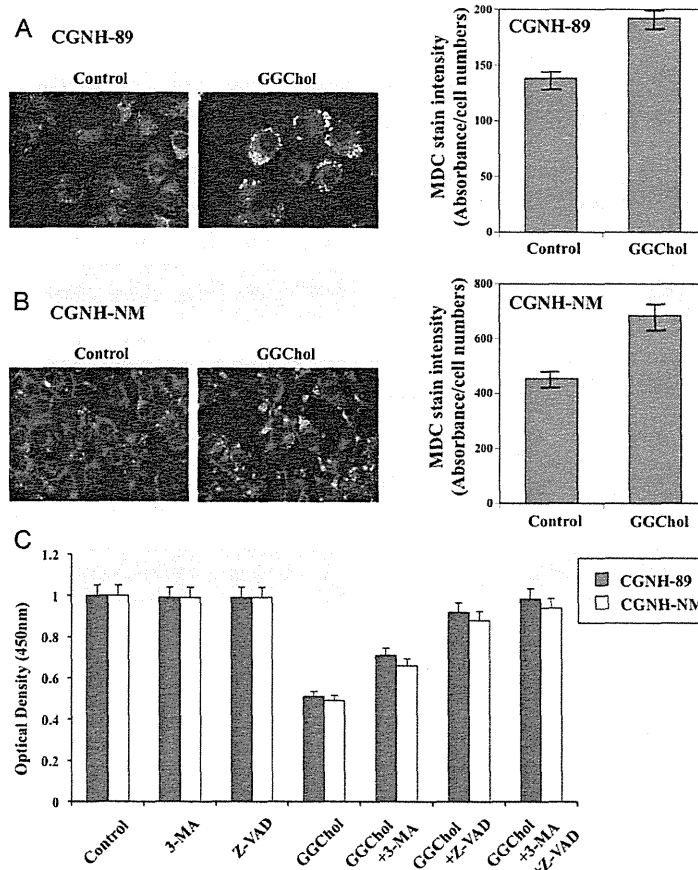 A
CGNH-89
Control
GGChol
MDC stain intensity
(Absorbance/cell numbers)
200
150
100
50
0
CGNH-89
Control
GGChol
B
CGNH-NM
Control
GGChol
MDC stain intensity
(Absorbance/cell numbers)
800
600
400
200
0
CGNH-NM
Control
GGChol
C
Optical Density (450nm)
1.2
1
0.8
0.6
0.4
0.2
0
CGNH-89
CGNH-NM
Control
3-MA
Z-VAD
GGChol
GGChol
+3-MA
GGChol
+Z-VAD
GGChol
+3-MA
+Z-VAD